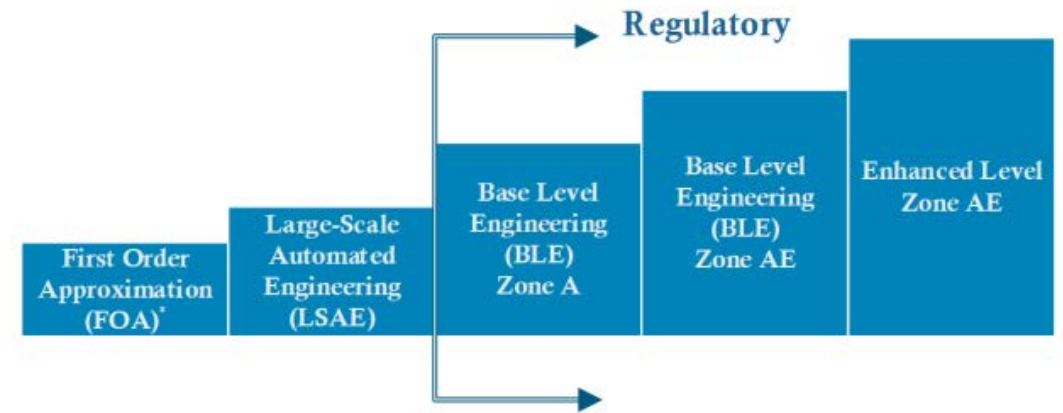 Regulatory
First Order
Approximation
(FOA)*
Large-Scale
Automated
Engineering
(LSAE)
Base Level
Engineering
(BLE)
Zone A
Base Level
Engineering
(BLE)
Zone AE
Enhanced Level
Zone AE